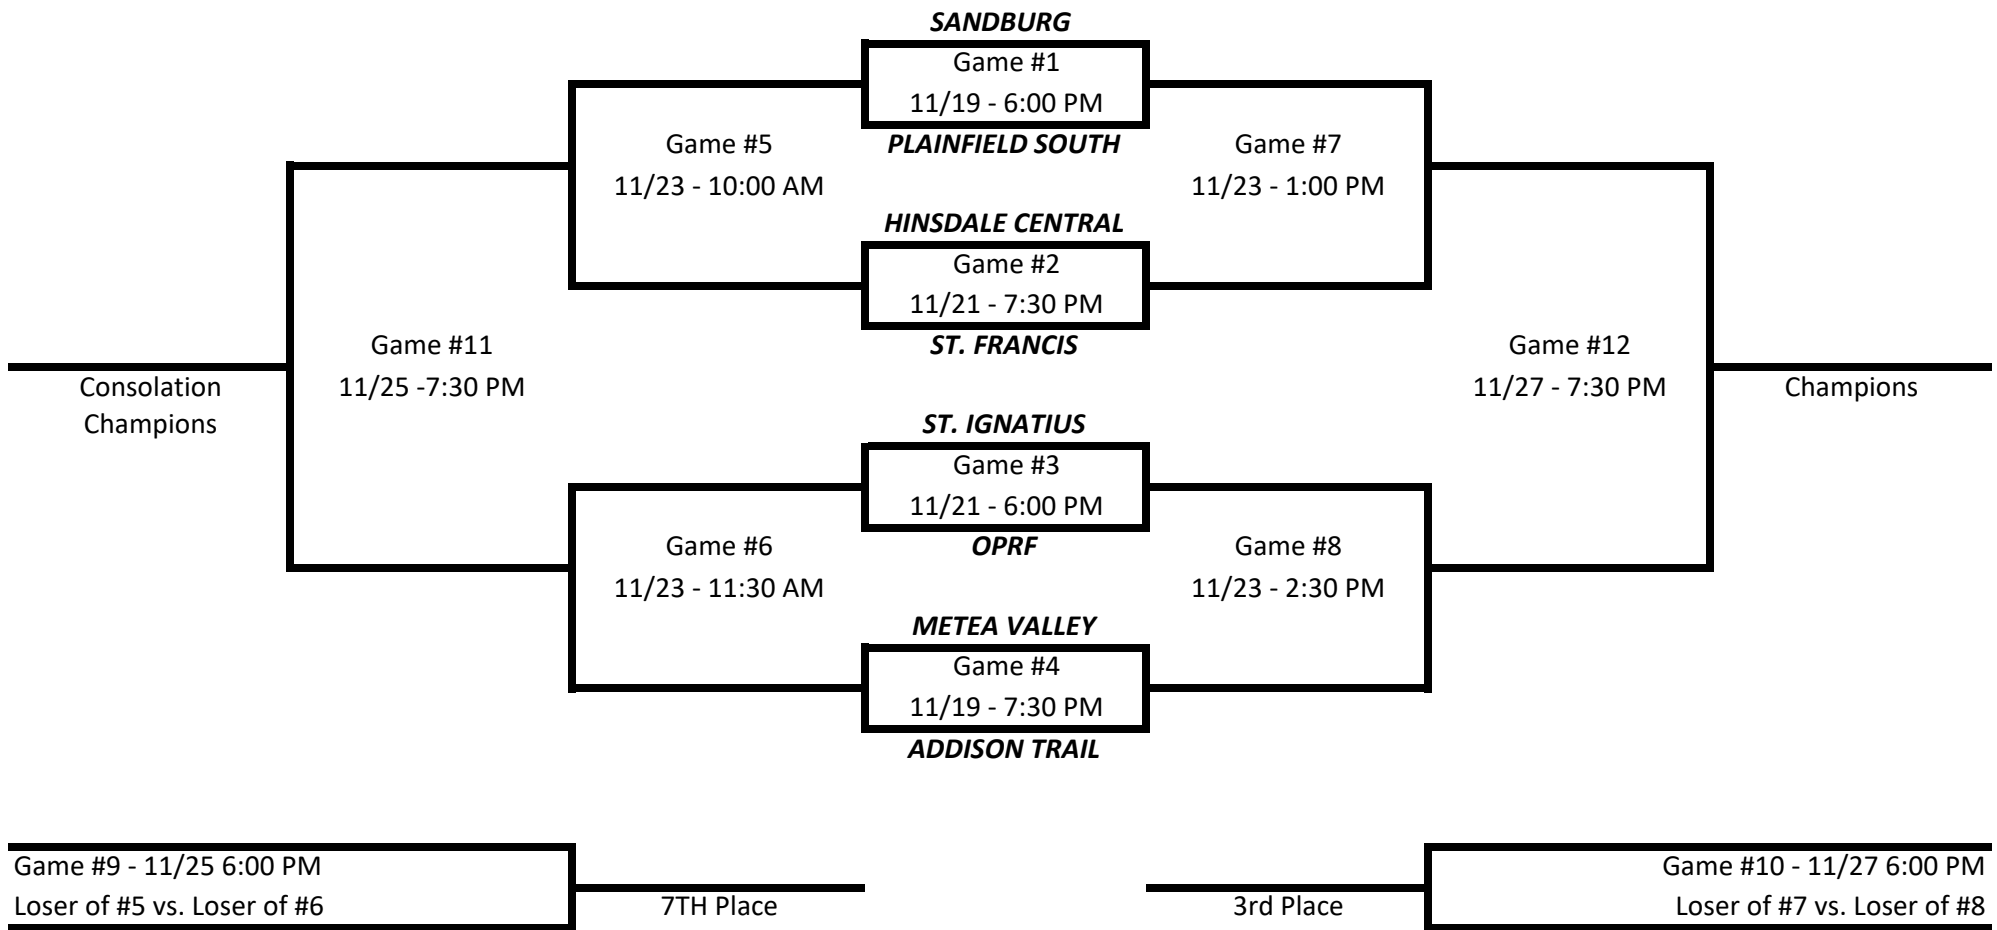 SANDBURG
Game #1
11/19 - 6:00 PM
PLAINFIELD SOUTH
Game #5
11/23 - 10:00 AM
Game #7
11/23 - 1:00 PM
HINSDALE CENTRAL
Game #2
11/21 - 7:30 PM
ST. FRANCIS
Game #11
11/25 -7:30 PM
Consolation
Champions
Game #12
11/27 - 7:30 PM
Champions
ST. IGNATIUS
Game #3
11/21 - 6:00 PM
OPRF
Game #6
11/23 - 11:30 AM
Game #8
11/23 - 2:30 PM
METEA VALLEY
Game #4
11/19 - 7:30 PM
ADDISON TRAIL
Game #9 - 11/25 6:00 PM
Loser of #5 vs. Loser of #6
7TH Place
3rd Place
Game #10 - 11/27 6:00 PM
Loser of #7 vs. Loser of #8